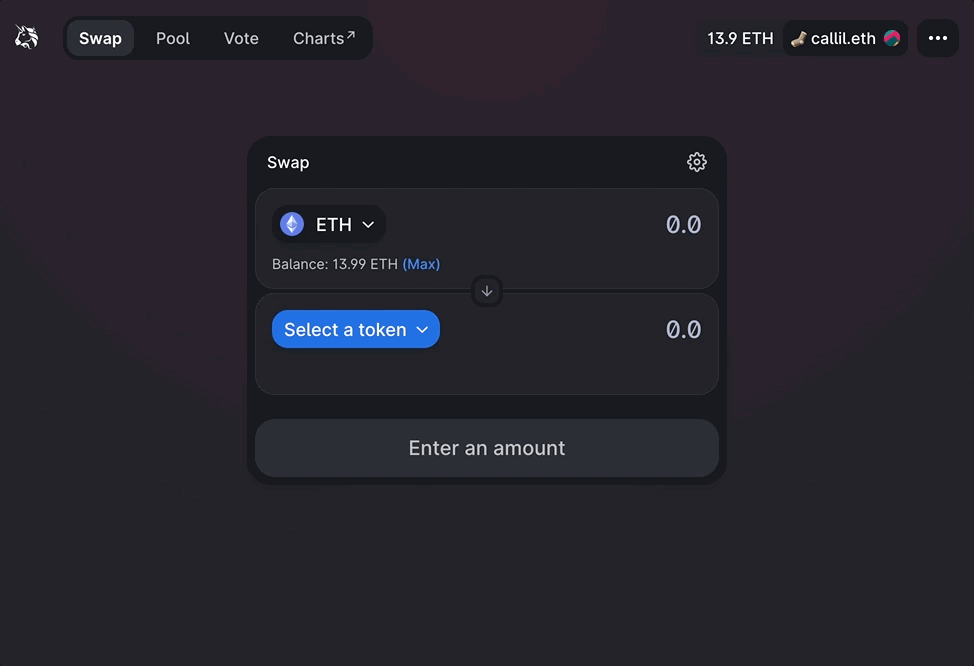 Swap Pool Vote Charts↗ 13.9 ETH callil.eth
Swap
ETH 0.0
Balance: 13.99 ETH (Max)
Select a token 0.0
Enter an amount